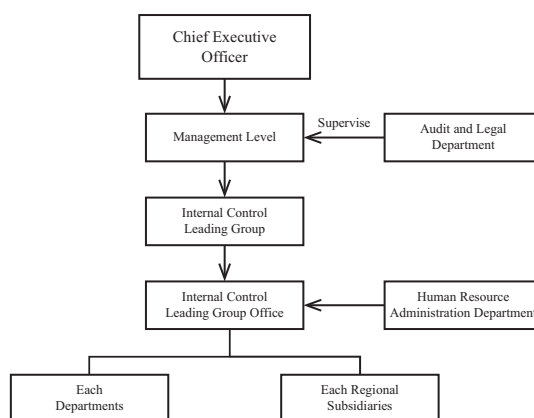 Chief Executive
Officer
Supervise
Management Level
Audit and Legal
Department
Internal Control
Leading Group
Internal Control
Leading Group Office
Human Resource
Administration Department
Each
Departments
Each Regional
Subsidiaries